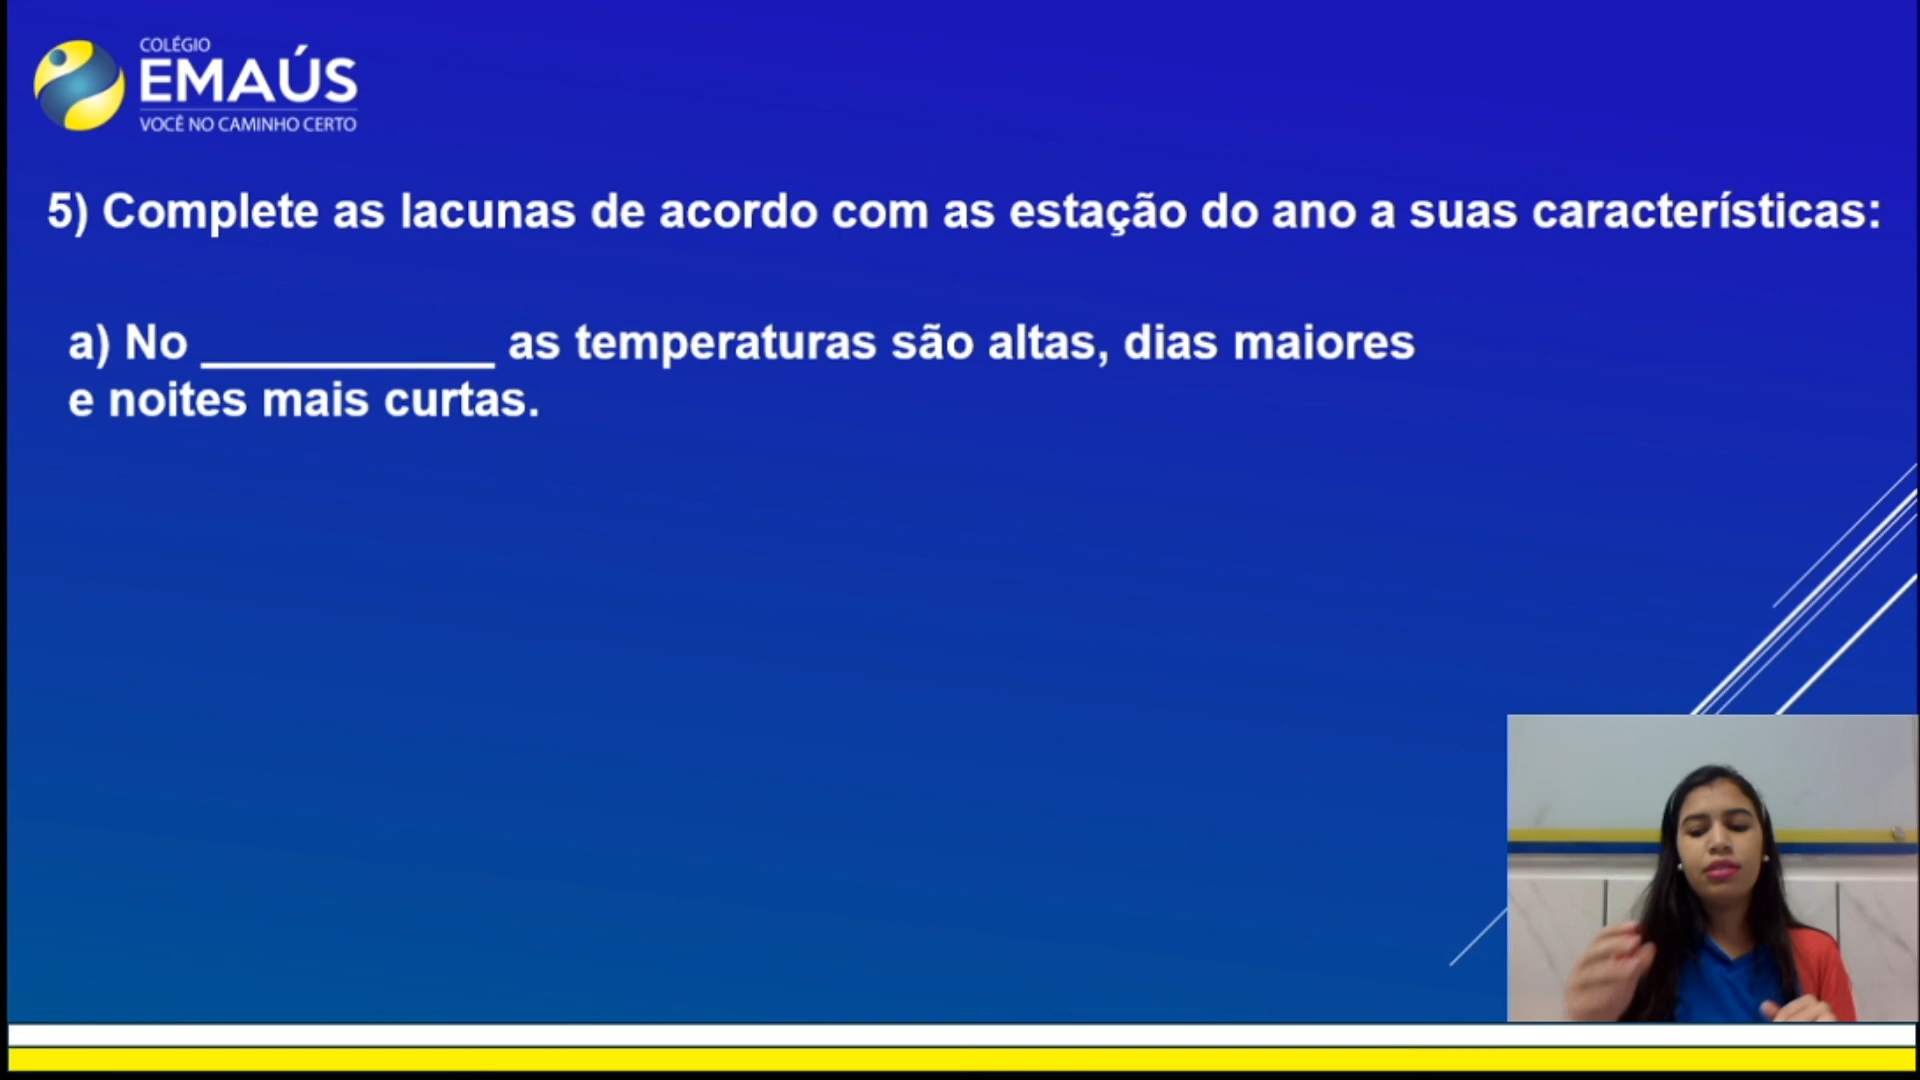 COLÉGIO
EMAÚS
VOCÊ NO CAMINHO CERTO
5) Complete as lacunas de acordo com as estação do ano a suas características:
a) No ____________ as temperaturas são altas, dias maiores
e noites mais curtas.